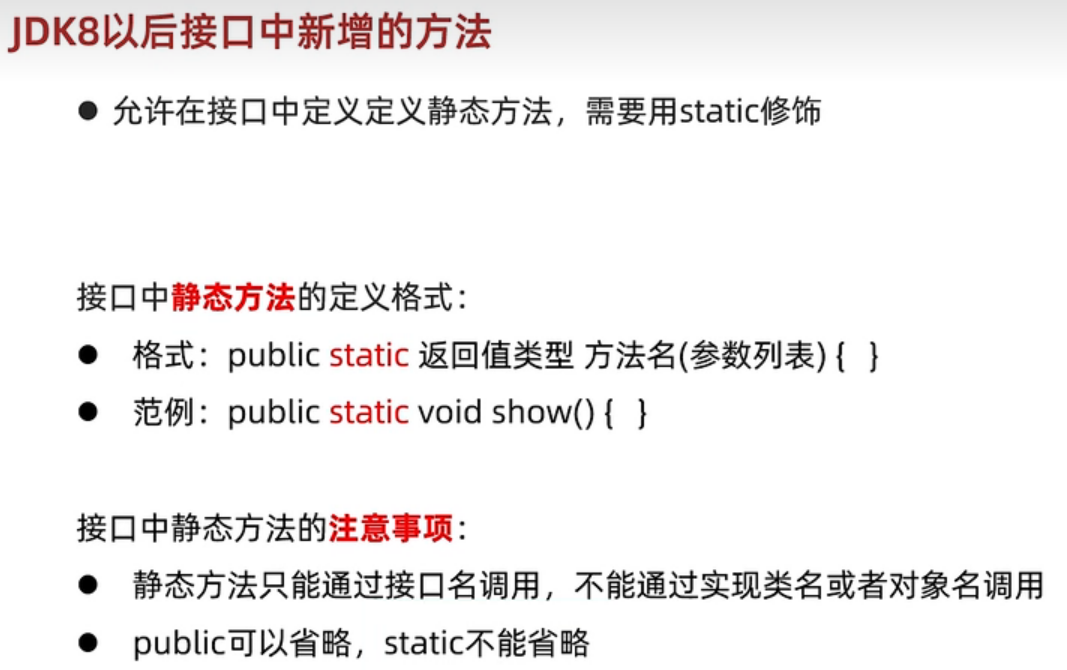 JDK8以后接口中新增的方法
● 允许在接口中定义定义静态方法，需要用static修饰
接口中静态方法的定义格式：
● 格式：public static 返回值类型 方法名(参数列表) { }
● 范例：public static void show() { }
接口中静态方法的注意事项：
● 静态方法只能通过接口名调用，不能通过实现类名或者对象名调用
● public可以省略，static不能省略